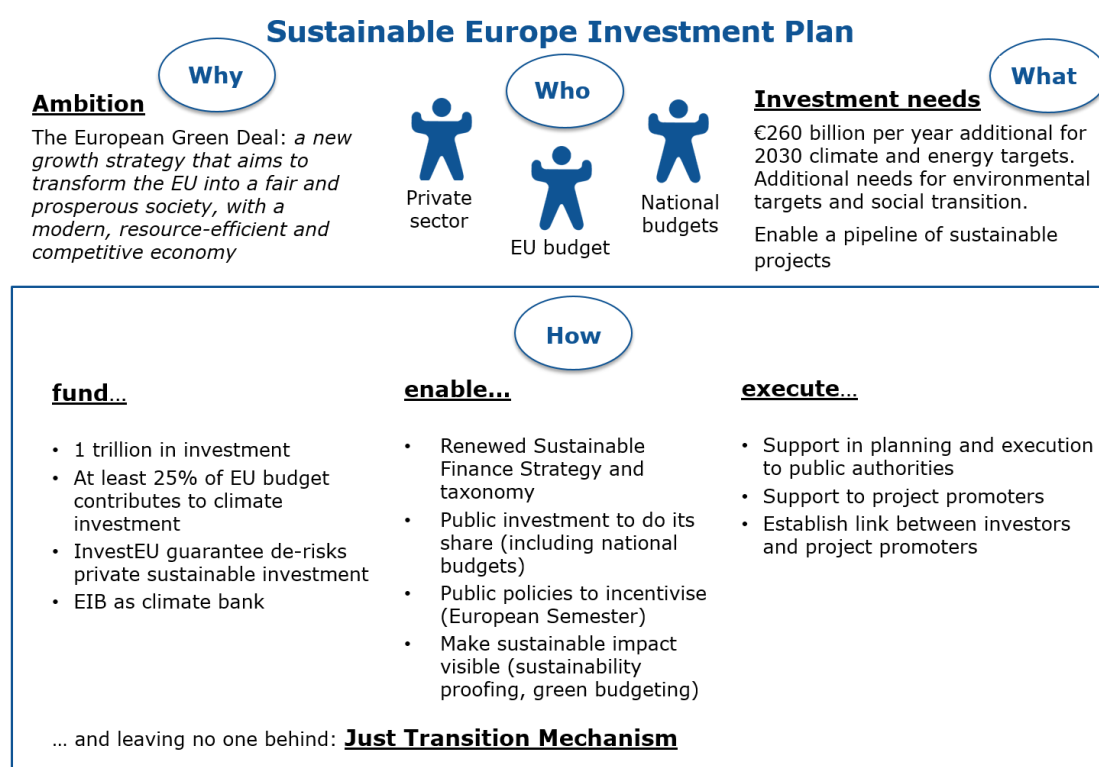 Sustainable Europe Investment Plan
Why
Ambition
The European Green Deal: a new
growth strategy that aims to
transform the EU into a fair and
prosperous society, with a
modern, resource-efficient and
competitive economy
Who
Private
sector
EU budget
National
budgets
What
Investment needs
€260 billion per year additional for
2030 climate and energy targets.
Additional needs for environmental
targets and social transition.
Enable a pipeline of sustainable
projects
How
fund...
• 1 trillion in investment
• At least 25% of EU budget
contributes to climate
investment
• InvestEU guarantee de-risks
private sustainable investment
• EIB as climate bank
enable...
• Renewed Sustainable
Finance Strategy and
taxonomy
• Public investment to do its
share (including national
budgets)
• Public policies to incentivise
(European Semester)
• Make sustainable impact
visible (sustainability
proofing, green budgeting)
execute...
• Support in planning and execution
to public authorities
• Support to project promoters
• Establish link between investors
and project promoters
... and leaving no one behind: Just Transition Mechanism